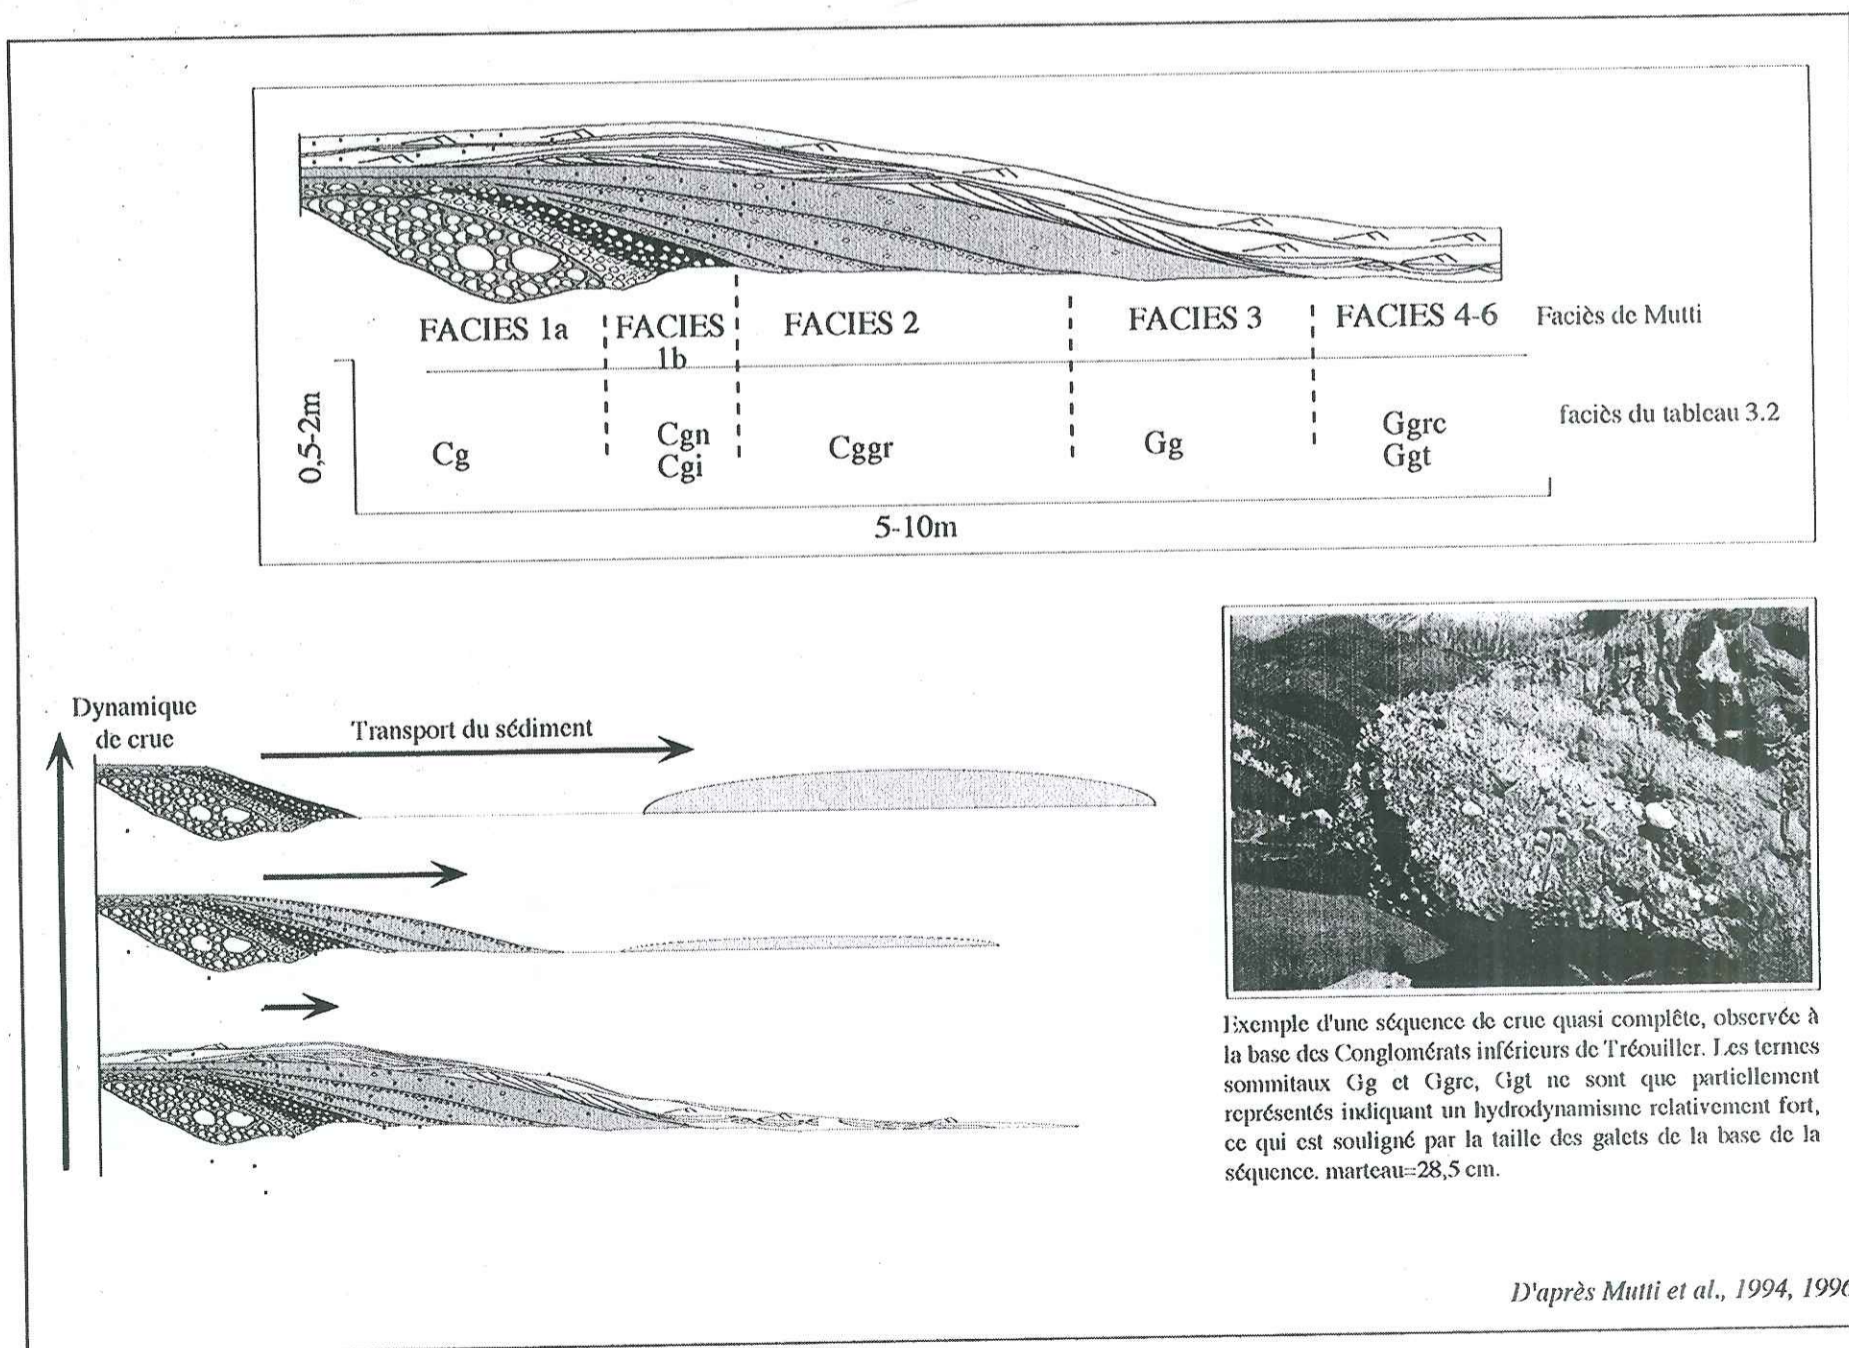 FACIES 1a
FACIES
1b
FACIES 2
FACIES 3
FACIES 4-6
Faciès de Mutti
0,5-2m
Cg
Cgn
Cgi
Cggr
Gg
Ggrc
Ggt
faciès du tableau 3.2
5-10m
Dynamique
de crue
Transport du sédiment
Exemple d'une séquence de crue quasi complête, observée à
la base des Conglomérats inférieurs de Tréouiller. Les termes
sommitaux Gg et Ggrc, Ggt ne sont que partiellement
représentés indiquant un hydrodynamisme relativement fort,
ce qui est souligné par la taille des galets de la base de la
séquence. marteau=28,5 cm.
D'après Mutti et al., 1994, 1996